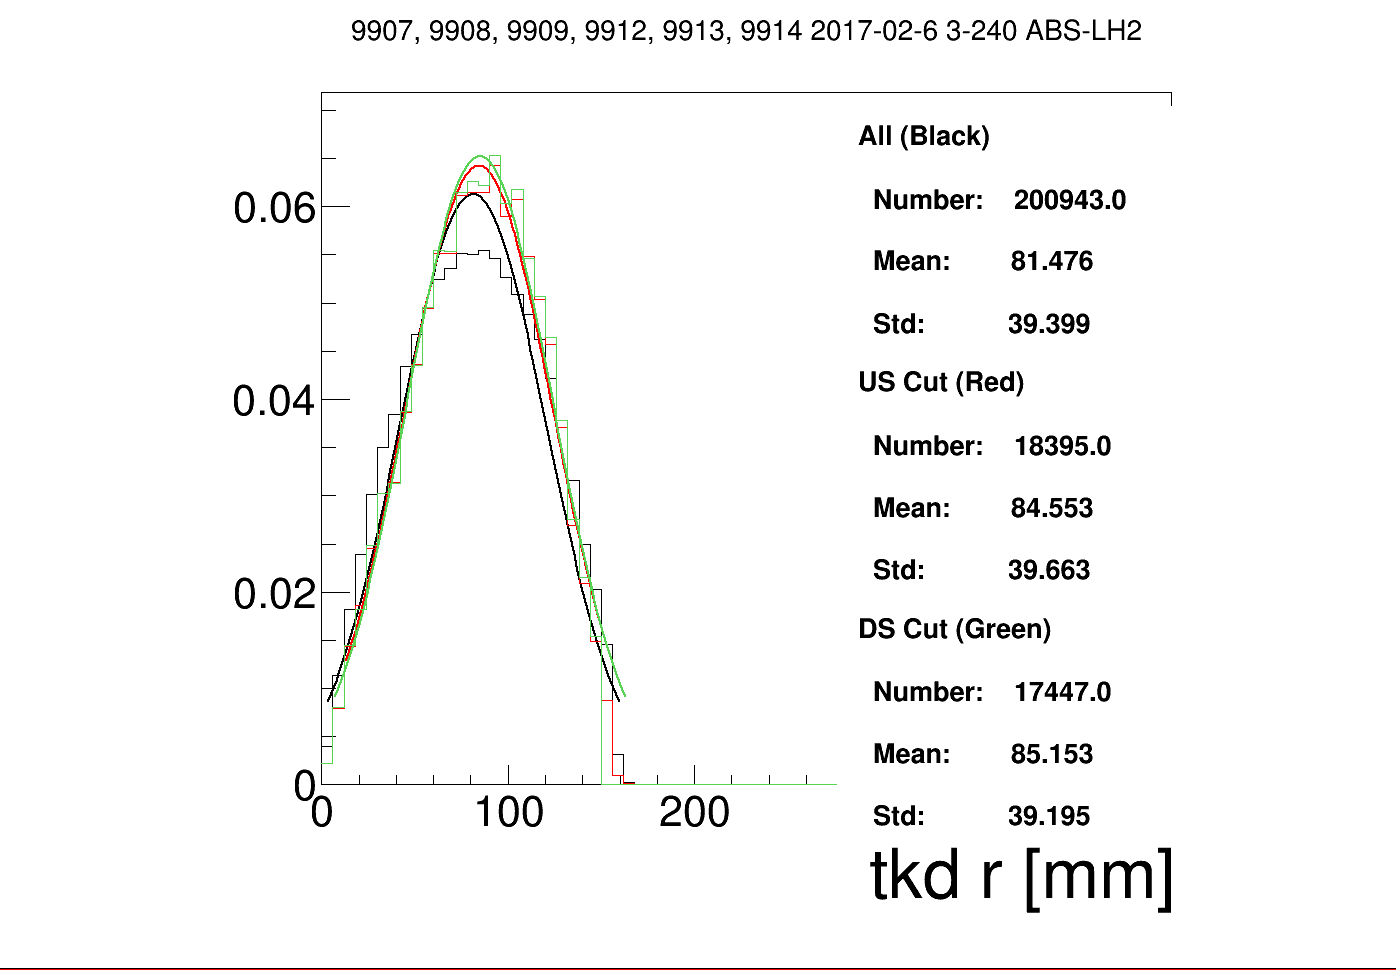 9907, 9908, 9909, 9912, 9913, 9914 2017-02-6 3-240 ABS-LH2
All (Black)
Number: 200943.0
Mean: 81.476
Std: 39.399
US Cut (Red)
Number: 18395.0
Mean: 84.553
Std: 39.663
DS Cut (Green)
Number: 17447.0
Mean: 85.153
Std: 39.195
0.06
0.04
0.02
0
0 100 200
tkd r [mm]